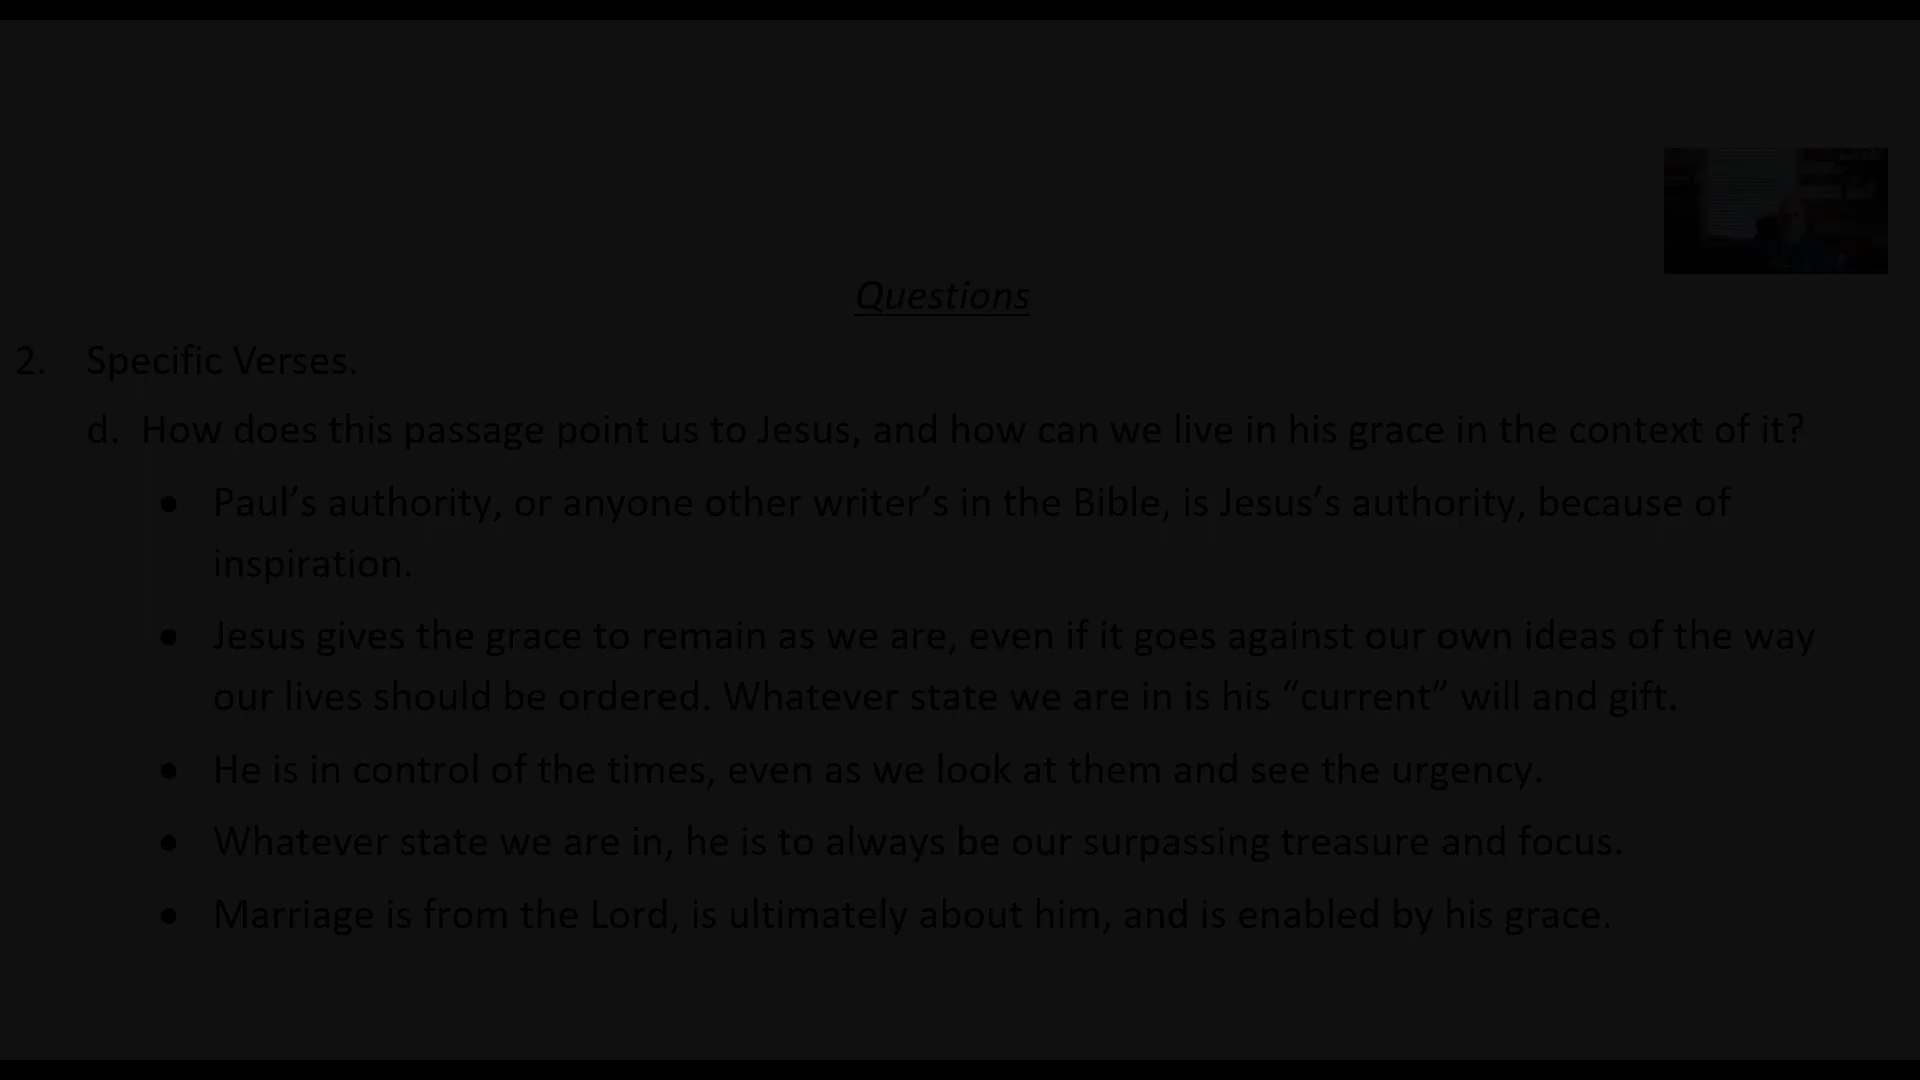 Questions
2. Specific Verses.
d. How does this passage point us to Jesus, and how can we live in his grace in the context of it?
● Paul’s authority, or anyone other writer’s in the Bible, is Jesus’s authority, because of
inspiration.
● Jesus gives the grace to remain as we are, even if it goes against our own ideas of the way
our lives should be ordered. Whatever state we are in is his “current” will and gift.
● He is in control of the times, even as we look at them and see the urgency.
● Whatever state we are in, he is to always be our surpassing treasure and focus.
● Marriage is from the Lord, is ultimately about him, and is enabled by his grace.